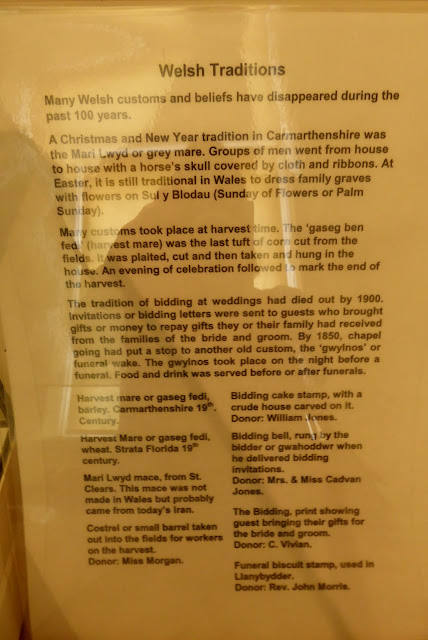 Welsh Traditions
Many Welsh customs and beliefs have disappeared during the
past 100 years.
A Christmas and New Year tradition in Carmarthenshire was
the Mari Lwyd or grey mare. Groups of men went from house
to house with a horse's skull covered by cloth and ribbons. At
Easter, it is still traditional in Wales to dress family graves
with flowers on Sul y Blodau (Sunday of Flowers or Palm
Sunday).
Many customs took place at harvest time. The 'gaseg ben
fedi' (harvest mare) was the last tuft of corn cut from the
fields. It was plaited, cut and then taken and hung in the
house. An evening of celebration followed to mark the end of
the harvest.
The tradition of bidding at weddings had died out by 1900.
Invitations or bidding letters were sent to guests who brought
gifts or money to repay gifts they or their family had received
from the families of the bride and groom. By 1850, chapel
going had put a stop to another old custom, the 'gwylnos' or
funeral wake. The gwylnos took place on the night before a
funeral. Food and drink was served before or after funerals.
Harvest mare or gaseg fedi,
barley. Carmarthenshire 19th.
Century.
Harvest Mare or gaseg fedi,
wheat. Strata Florida 19th
century.
Mari Lwyd mace, from St.
Clears. This mace was not
made in Wales but probably
came from today's Iran.
Costrel or small barrel taken
out into the fields for workers
on the harvest.
Donor: Miss Morgan.
Bidding cake stamp, with a
crude house carved on it.
Donor: William Jones.
Bidding bell, rung by the
bidder or gwahoddwr when
he delivered bidding
invitations.
Donor: Mrs. & Miss Cadvan
Jones.
The Bidding, print showing
guest bringing their gifts for
the bride and groom.
Donor: C. Vivian.
Funeral biscuit stamp, used in
Llanybydder.
Donor: Rev. John Morris.